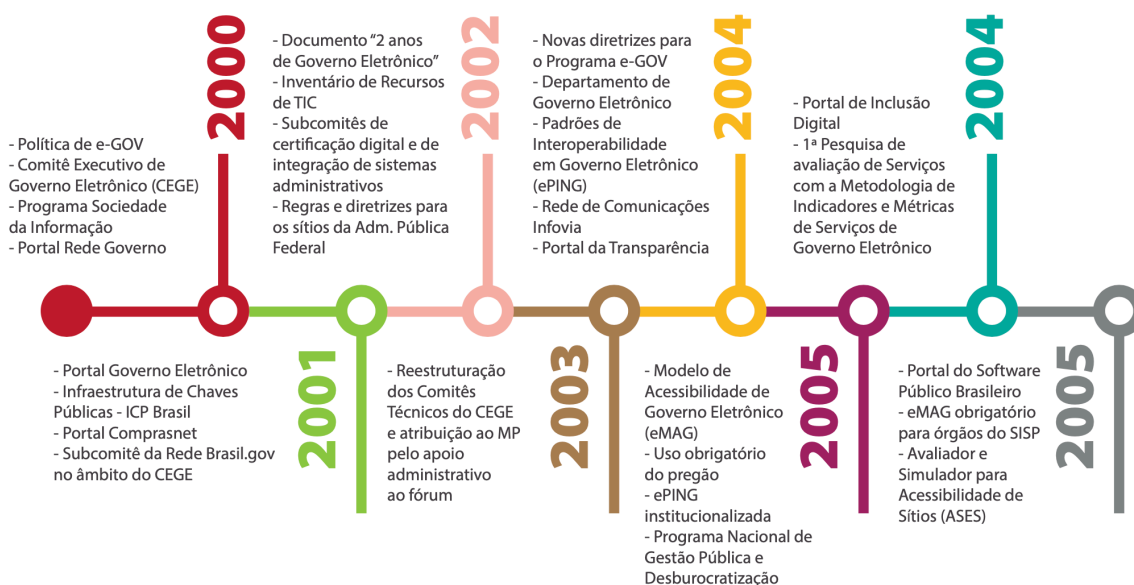 2000
- Política de e-GOV
- Comitê Executivo de
Governo Eletrônico (CEGE)
- Programa Sociedade
da Informação
- Portal Rede Governo
2001
- Portal Governo Eletrônico
- Infraestrutura de Chaves
Públicas - ICP Brasil
- Portal Comprasnet
- Subcomitê da Rede Brasil.gov
no âmbito do CEGE
2002
- Documento “2 anos
de Governo Eletrônico”
- Inventário de Recursos
de TIC
- Subcomitês de
certificação digital e de
integração de sistemas
administrativos
- Regras e diretrizes para
os sítios da Adm. Pública
Federal
2003
- Reestruturação
dos Comitês
Técnicos do CEGE
e atribuição ao MP
pelo apoio
administrativo
ao fórum
2004
- Novas diretrizes para
o Programa e-GOV
- Departamento de
Governo Eletrônico
- Padrões de
Interoperabilidade
em Governo Eletrônico
(ePING)
- Rede de Comunicações
Infovia
- Portal da Transparência
2005
- Modelo de
Acessibilidade de
Governo Eletrônico
(eMAG)
- Uso obrigatório
do pregão
- ePING
institucionalizada
- Programa Nacional de
Gestão Pública e
Desburocratização
2004
- Portal de Inclusão
Digital
- 1ª Pesquisa de
avaliação de Serviços
com a Metodologia de
Indicadores e Métricas
de Serviços de
Governo Eletrônico
2005
- Portal do Software
Público Brasileiro
- eMAG obrigatório
para órgãos do SISP
- Avaliador e
Simulador para
Acessibilidade de
Sítios (ASES)